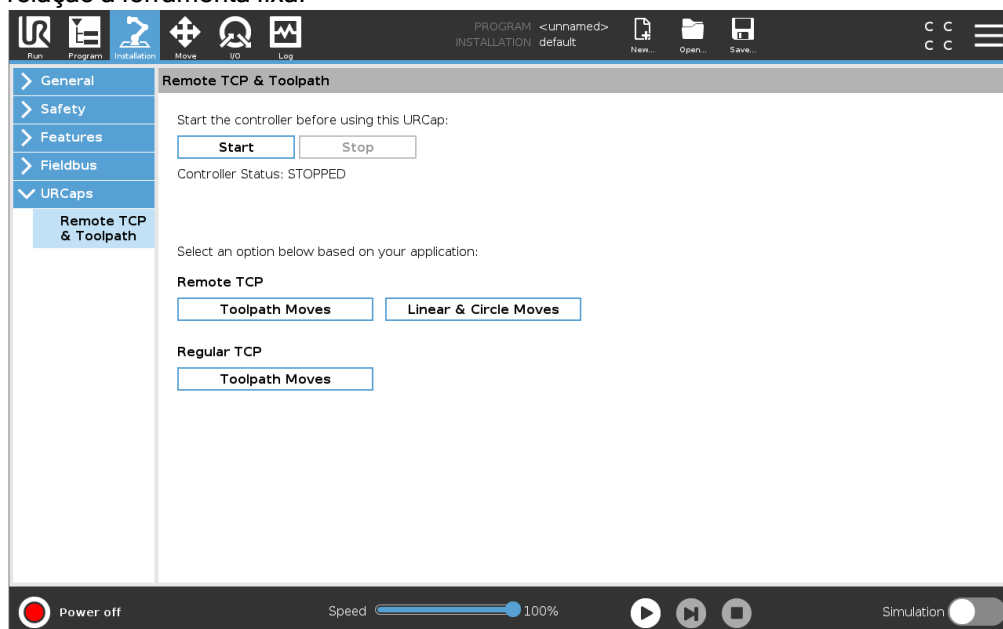 relação à ferramenta fixa.
PROGRAM <unnamed>
INSTALLATION default
C C
C C
Run Program Installation Move I/O Log New... Open... Save...
General
Safety
Features
Fieldbus
URCaps
Remote TCP
& Toolpath
Remote TCP & Toolpath
Start the controller before using this URCap:
Start Stop
Controller Status: STOPPED
Select an option below based on your application:
Remote TCP
Toolpath Moves Linear & Circle Moves
Regular TCP
Toolpath Moves
Power off Speed 100% Simulation